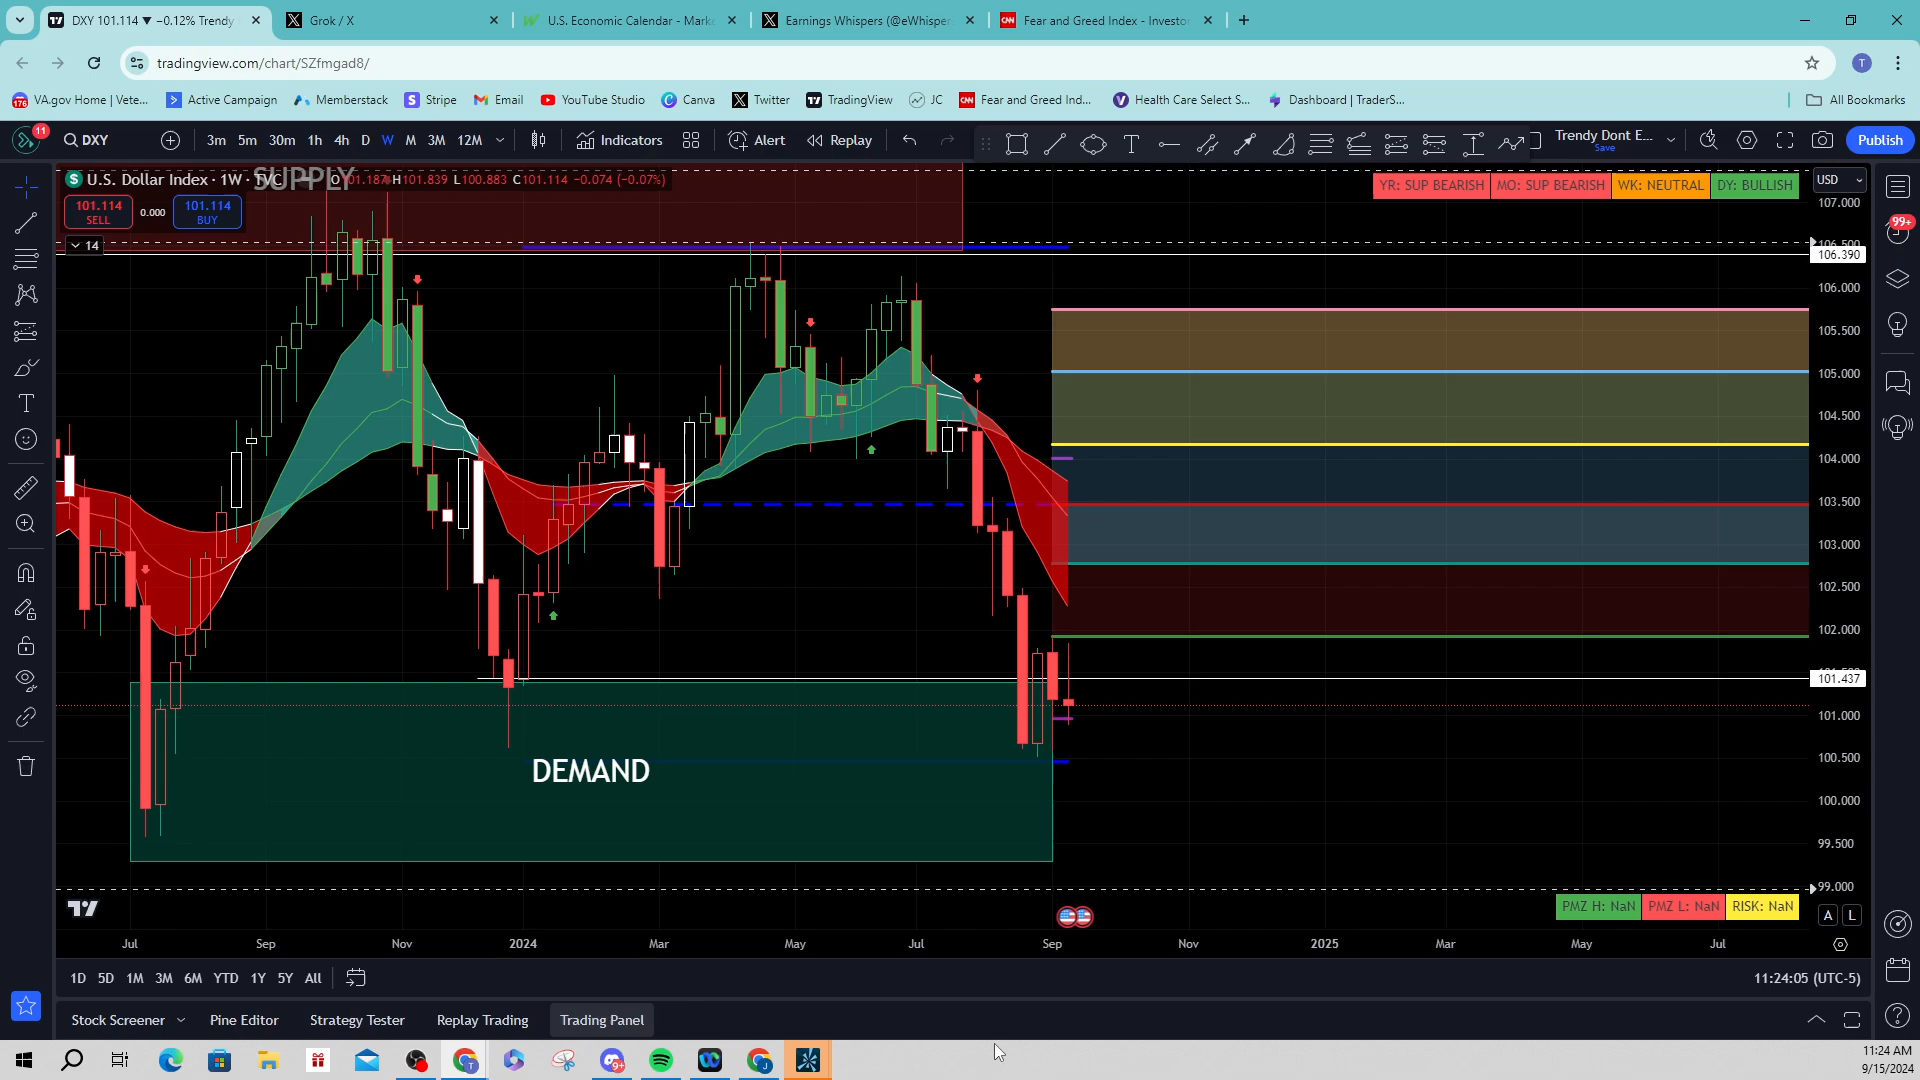 DXY 101.114 ▼ −0.12% Trendy
Grok / X
U.S. Economic Calendar - Marke
Earnings Whispers (@eWhisper
Fear and Greed Index - Investo
tradingview.com/chart/SZfmgad8/
T
176
VA.gov Home | Vete...
Active Campaign
Memberstack
Stripe
Email
YouTube Studio
Canva
Twitter
TradingView
JC
Fear and Greed Ind...
Health Care Select S...
Dashboard | TraderS...
All Bookmarks
11
DXY
3m 5m 30m 1h 4h D W M 3M 12M
Indicators
Alert
Replay
Trendy Dont E...
Save
Publish
U.S. Dollar Index · 1W · TVC
SUPPLY
O101.187 H101.839 L100.883 C101.114 −0.074 (−0.07%)
YR: SUP BEARISH MO: SUP BEARISH WK: NEUTRAL DY: BULLISH
USD
101.114
SELL
0.000
101.114
BUY
14
107.000
99+
106.390
106.000
105.500
105.000
104.500
104.000
103.500
103.000
102.500
102.000
101.437
101.000
100.500
100.000
99.500
99.000
DEMAND
PMZ H: NaN PMZ L: NaN RISK: NaN
A L
Jul Sep Nov 2024 Mar May Jul Sep Nov 2025 Mar May Jul
1D 5D 1M 3M 6M YTD 1Y 5Y All
11:24:05 (UTC-5)
Stock Screener
Pine Editor
Strategy Tester
Replay Trading
Trading Panel
11:24 AM
9/15/2024